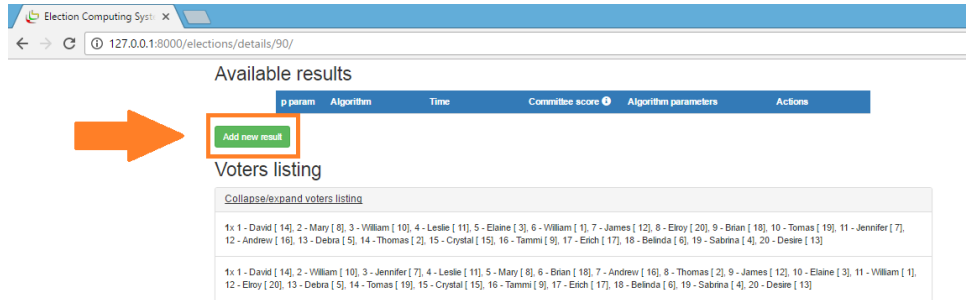 Election Computing Syst
127.0.0.1:8000/elections/details/90/
Available results
p param Algorithm Time Committee score Algorithm parameters Actions
Add new result
Voters listing
Collapse/expand voters listing
1x 1 - David [ 14], 2 - Mary [ 8], 3 - William [ 10], 4 - Leslie [ 11], 5 - Elaine [ 3], 6 - William [ 1], 7 - James [ 12], 8 - Elroy [ 20], 9 - Brian [ 18], 10 - Tomas [ 19], 11 - Jennifer [ 7],
12 - Andrew [ 16], 13 - Debra [ 5], 14 - Thomas [ 2], 15 - Crystal [ 15], 16 - Tammi [ 9], 17 - Erich [ 17], 18 - Belinda [ 6], 19 - Sabrina [ 4], 20 - Desire [ 13]
1x 1 - David [ 14], 2 - William [ 10], 3 - Jennifer [ 7], 4 - Leslie [ 11], 5 - Mary [ 8], 6 - Brian [ 18], 7 - Andrew [ 16], 8 - Thomas [ 2], 9 - James [ 12], 10 - Elaine [ 3], 11 - William [ 1],
12 - Elroy [ 20], 13 - Debra [ 5], 14 - Tomas [ 19], 15 - Crystal [ 15], 16 - Tammi [ 9], 17 - Erich [ 17], 18 - Belinda [ 6], 19 - Sabrina [ 4], 20 - Desire [ 13]